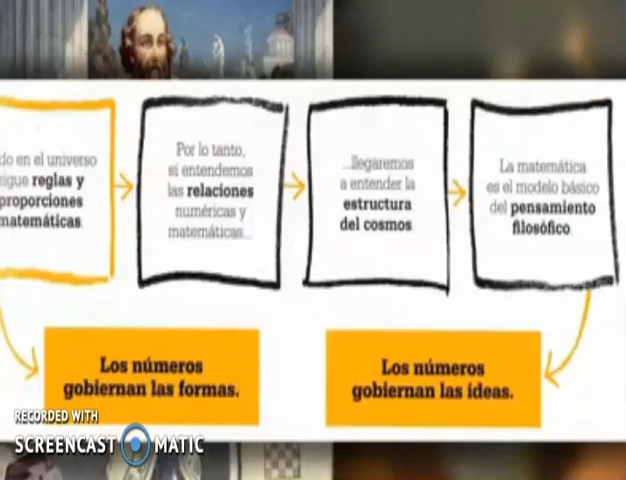 do en el universo
sigue reglas y
proporciones
matemáticas
Por lo tanto,
si entendemos
las relaciones
numéricas y
matemáticas...
...llegaremos
a entender la
estructura
del cosmos.
La matemática
es el modelo básico
del pensamiento
filosófico.
Los números
gobiernan las formas.
Los números
gobiernan las ideas.
RECORDED WITH
SCREENCAST MATIC